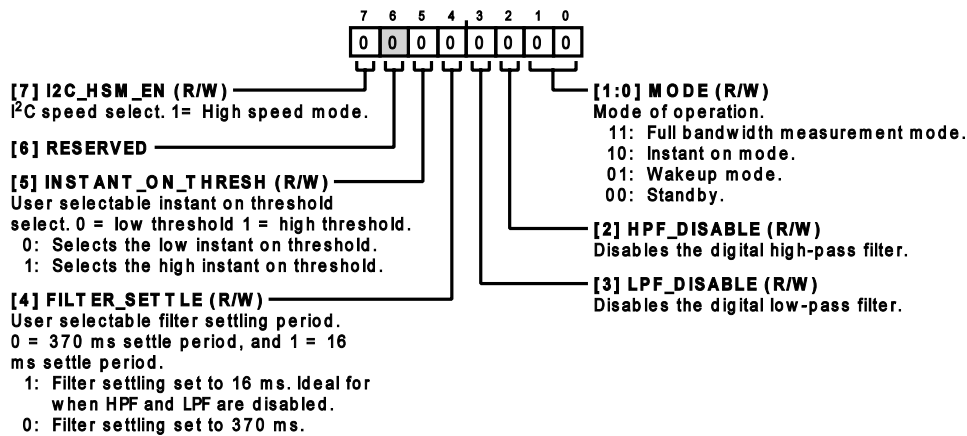 7 6 5 4 3 2 1 0
0 0 0 0 0 0 0 0
[7] I2C_HSM_EN (R/W)
I²C speed select. 1= High speed mode.
[6] RESERVED
[5] INSTANT_ON_THRESH (R/W)
User selectable instant on threshold
select. 0 = low threshold 1 = high threshold.
0: Selects the low instant on threshold.
1: Selects the high instant on threshold.
[4] FILTER_SETTLE (R/W)
User selectable filter settling period.
0 = 370 ms settle period, and 1 = 16
ms settle period.
1: Filter settling set to 16 ms. Ideal for
when HPF and LPF are disabled.
0: Filter settling set to 370 ms.
[1:0] MODE (R/W)
Mode of operation.
11: Full bandwidth measurement mode.
10: Instant on mode.
01: Wakeup mode.
00: Standby.
[2] HPF_DISABLE (R/W)
Disables the digital high-pass filter.
[3] LPF_DISABLE (R/W)
Disables the digital low-pass filter.